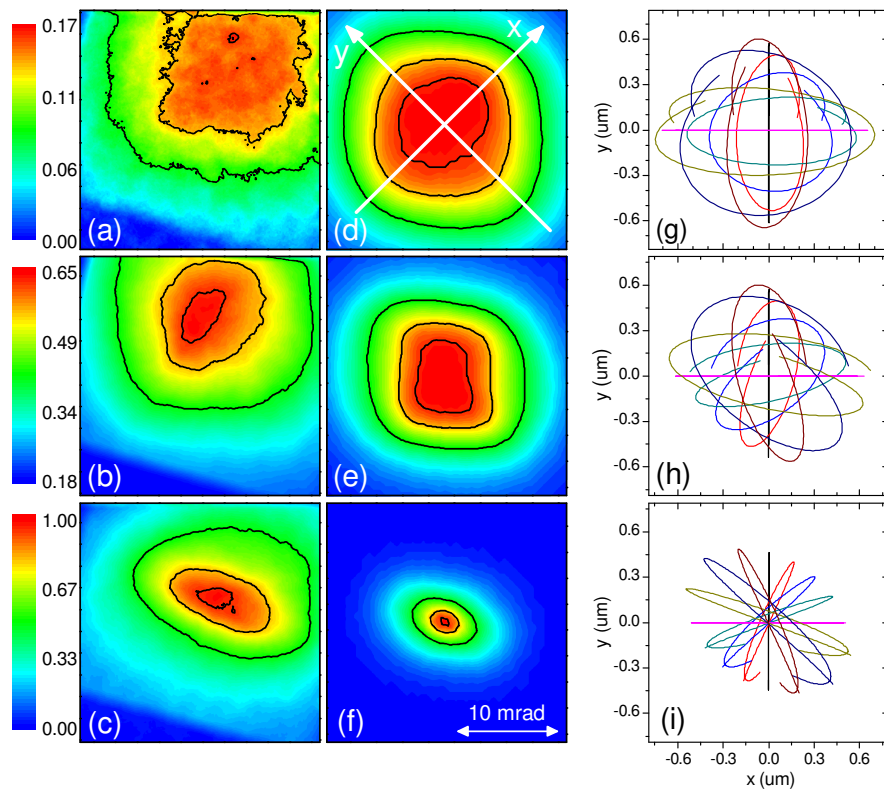 0.17
0.11
0.06
0.00
(a)
y
x
(d)
0.6
0.3
0.0
-0.3
-0.6
y (um)
(g)
0.65
0.49
0.34
0.18
(b)
(e)
0.6
0.3
0.0
-0.3
-0.6
y (um)
(h)
1.00
0.67
0.33
0.00
(c)
(f)
10 mrad
0.6
0.3
0.0
-0.3
-0.6
y (um)
(i)
-0.6 -0.3 0.0 0.3 0.6
x (um)